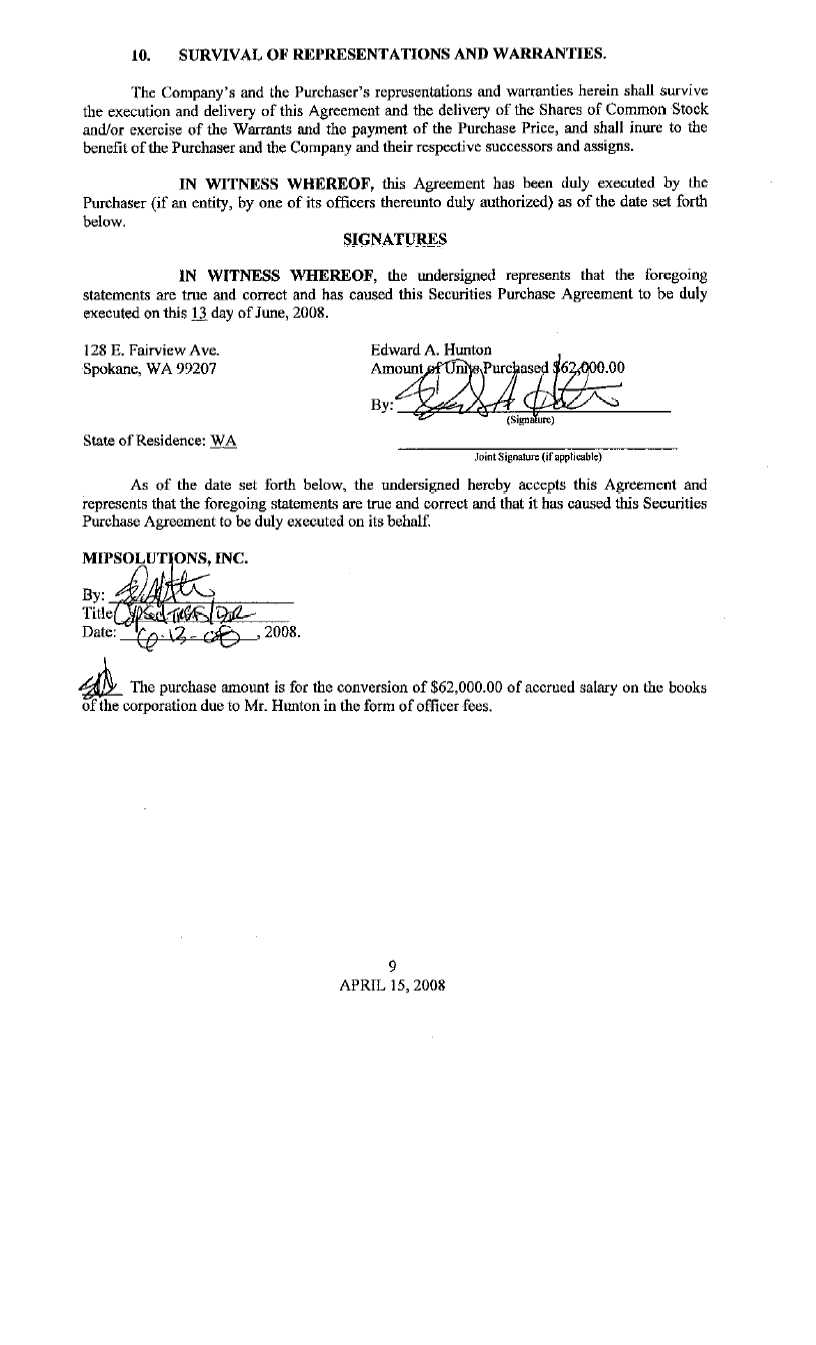 10. SURVIVAL OF REPRESENTATIONS AND WARRANTIES.
The Company's and the Purchaser's representations and warranties herein shall survive
the execution and delivery of this Agreement and the delivery of the Shares of Common Stock
and/or exercise of the Warrants and the payment of the Purchase Price, and shall inure to the
benefit of the Purchaser and the Company and their respective successors and assigns.
IN WITNESS WHEREOF, this Agreement has been duly executed by the
Purchaser (if an entity, by one of its officers thereunto duly authorized) as of the date set forth
below.
SIGNATURES
IN WITNESS WHEREOF, the undersigned represents that the foregoing
statements are true and correct and has caused this Securities Purchase Agreement to be duly
executed on this 13 day of June, 2008.
128 E. Fairview Ave.
Spokane, WA 99207
Edward A. Hunton
Amount of Units Purchased $62,000.00
By:
(Signature)
State of Residence: WA
Joint Signature (if applicable)
As of the date set forth below, the undersigned hereby accepts this Agreement and
represents that the foregoing statements are true and correct and that it has caused this Securities
Purchase Agreement to be duly executed on its behalf.
MIPSOLUTIONS, INC.
By:
Title
Date: 6-13-08, 2008.
The purchase amount is for the conversion of $62,000.00 of accrued salary on the books
of the corporation due to Mr. Hunton in the form of officer fees.
9
APRIL 15, 2008